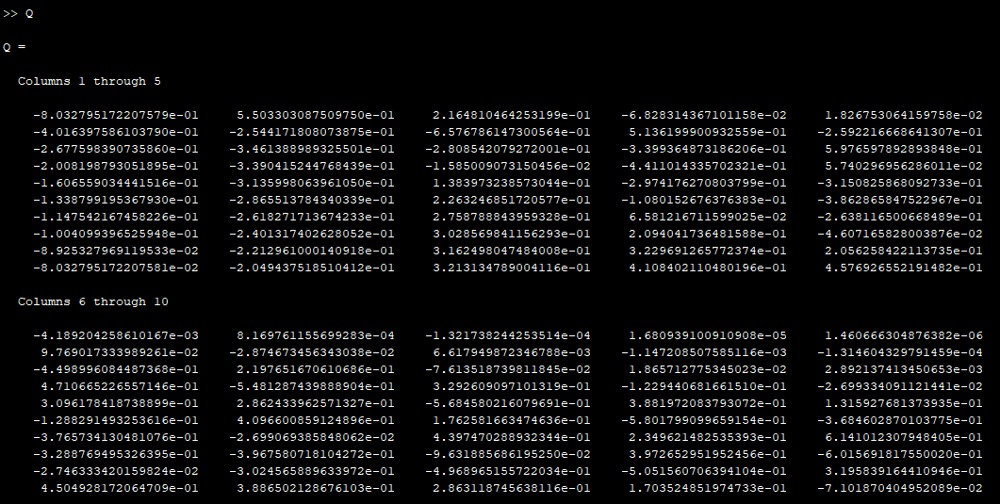 >> Q
Q =
Columns 1 through 5
-8.032795172207579e-01 5.503303087509750e-01 2.164810464253199e-01 -6.828314367101158e-02 1.826753064159758e-02
-4.016397586103790e-01 -2.544171808073875e-01 -6.576786147300564e-01 5.136199900932559e-01 -2.592216668641307e-01
-2.677598390735860e-01 -3.461388989325501e-01 -2.808542079272001e-01 -3.399364873186206e-01 5.976597892893848e-01
-2.008198793051895e-01 -3.390415244768439e-01 -1.585009073150456e-02 -4.411014335702321e-01 5.740296956286011e-02
-1.606559034441516e-01 -3.135998063961050e-01 1.383973238573044e-01 -2.974176270803799e-01 -3.150825868092733e-01
-1.338799195367930e-01 -2.865513784340339e-01 2.263246851720577e-01 -1.080152676376383e-01 -3.862865847522967e-01
-1.147542167458226e-01 -2.618271713674233e-01 2.758788843959328e-01 6.581216711599025e-02 -2.638116500668489e-01
-1.004099396525948e-01 -2.401317402628052e-01 3.028569841156293e-01 2.094041736481588e-01 -4.607165828003876e-02
-8.925327969119533e-02 -2.212961000140918e-01 3.162498047484008e-01 3.229691265772374e-01 2.056258422113735e-01
-8.032795172207581e-02 -2.049437518510412e-01 3.213134789004116e-01 4.108402110480196e-01 4.576926552191482e-01
Columns 6 through 10
-4.189204258610167e-03 8.169761155699283e-04 -1.321738244253514e-04 1.680939100910908e-05 1.460666304876382e-06
9.769017333989261e-02 -2.874673456343038e-02 6.617949872346788e-03 -1.147208507585116e-03 -1.314604329791459e-04
-4.498996084487368e-01 2.197651670610686e-01 -7.613518739811845e-02 1.865712775345023e-02 2.892137413450653e-03
4.710665226557146e-01 -5.481287439888904e-01 3.292609097101319e-01 -1.229440681661510e-01 -2.699334091121441e-02
3.096178418738899e-01 2.862433962571327e-01 -5.684580216079691e-01 3.881972083793072e-01 1.315927681373935e-01
-1.288291493253616e-01 4.096600859124896e-01 1.762581663474636e-01 -5.801799099659154e-01 -3.684602870103775e-01
-3.765734130481076e-01 -2.699069385848062e-02 4.397470288932344e-01 2.349621482535393e-01 6.141012307948405e-01
-3.288769495326395e-01 -3.967580718104272e-01 -9.631885686195250e-02 3.972652951952456e-01 -6.015691817550020e-01
-2.746333420159824e-02 -3.024565889633972e-01 -4.968965155722034e-01 -5.051560706394104e-01 3.195839164410946e-01
4.504928172064709e-01 3.886502128676103e-01 2.863118745638116e-01 1.703524851974733e-01 -7.101870404952089e-02